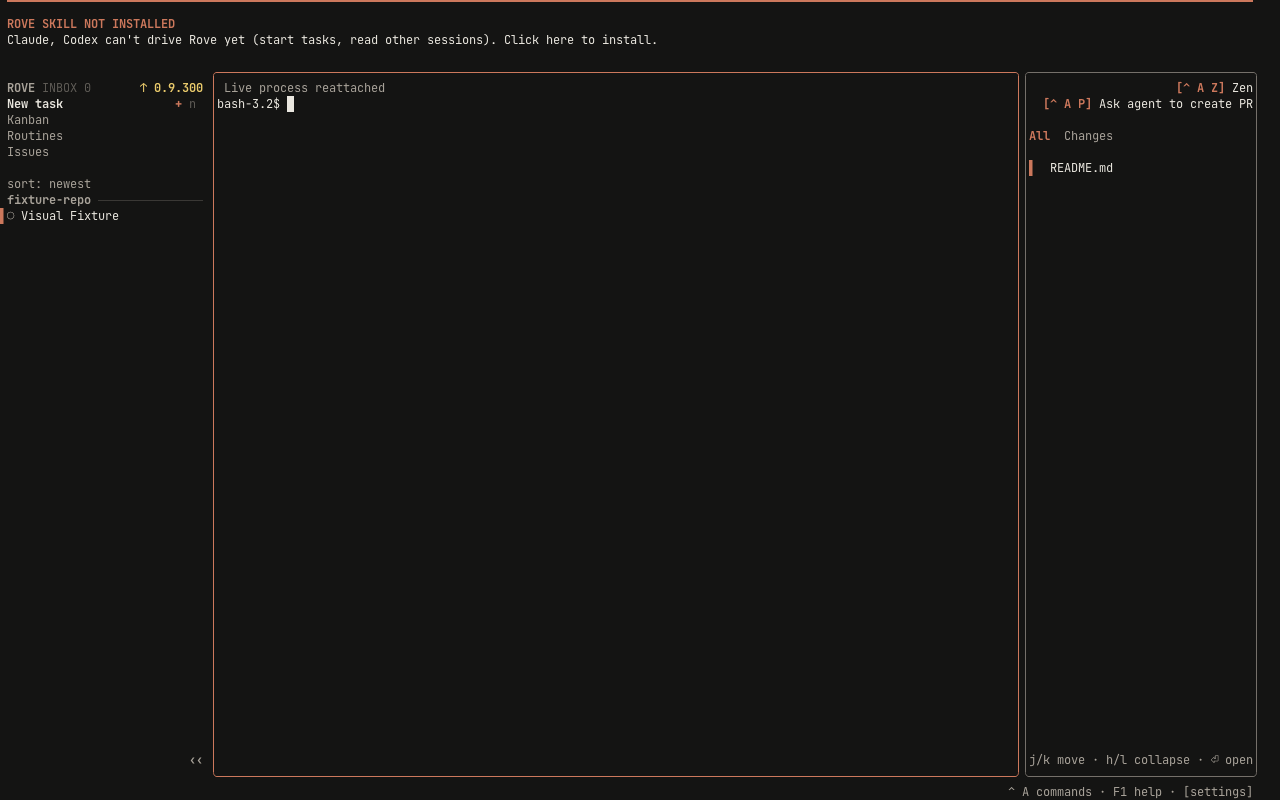 ROVE SKILL NOT INSTALLED
Claude, Codex can't drive Rove yet (start tasks, read other sessions). Click here to install.
ROVE INBOX 0 ↑ 0.9.300
New task + n
Kanban
Routines
Issues
sort: newest
fixture-repo
○ Visual Fixture
‹‹
Live process reattached
bash-3.2$
[^ A Z] Zen
[^ A P] Ask agent to create PR
All Changes
README.md
j/k move · h/l collapse · ⏎ open
^ A commands · F1 help · [settings]